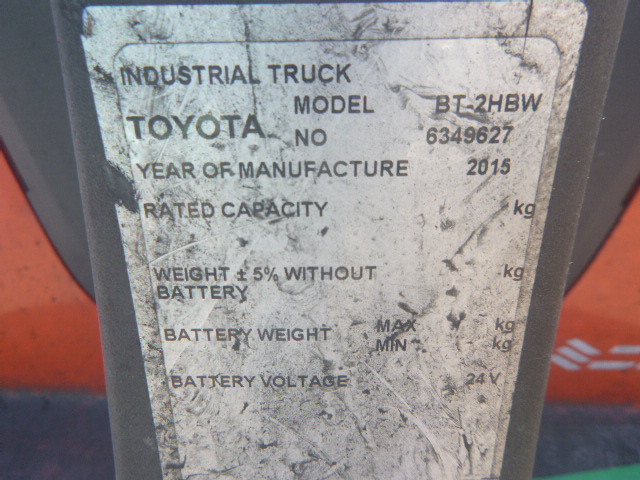 INDUSTRIAL TRUCK
MODEL BT-2HBW
TOYOTA NO 6349627
YEAR OF MANUFACTURE 2015
RATED CAPACITY kg
WEIGHT ± 5% WITHOUT kg
BATTERY
BATTERY WEIGHT MAX kg
MIN kg
BATTERY VOLTAGE 24 V